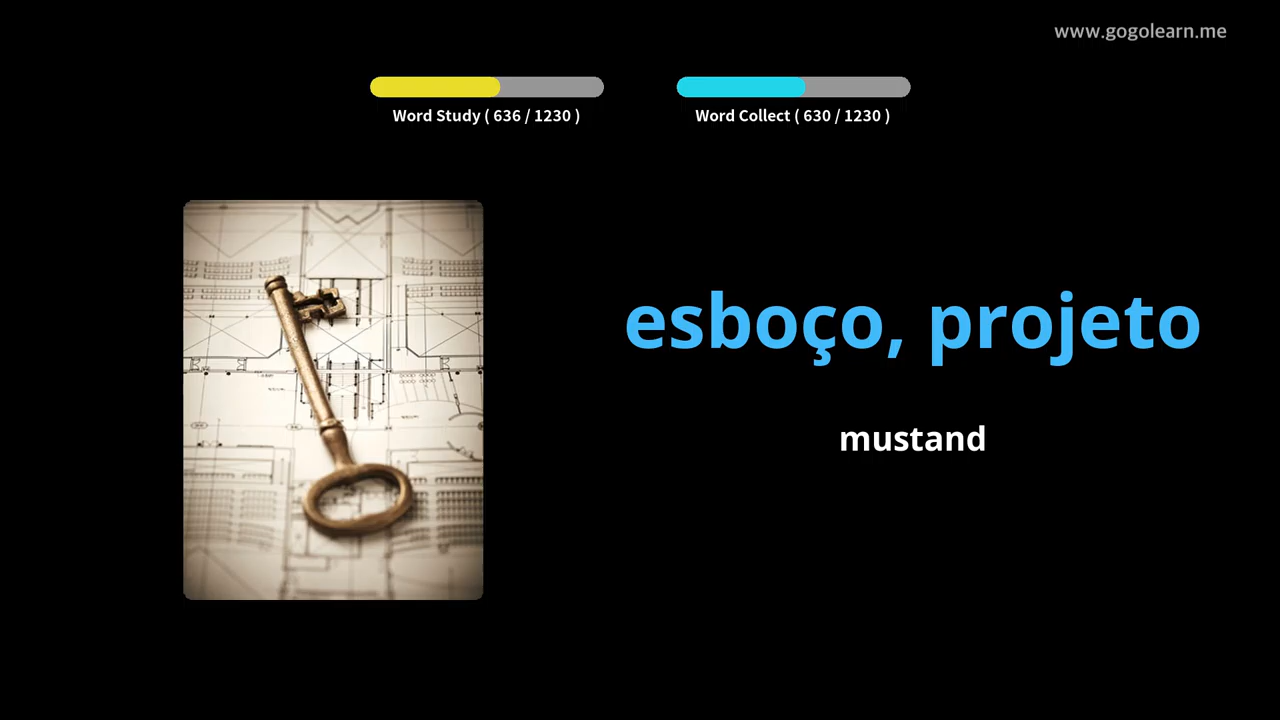 www.gogolearn.me
Word Study ( 636 / 1230 )
Word Collect ( 630 / 1230 )
esboço, projeto
mustand